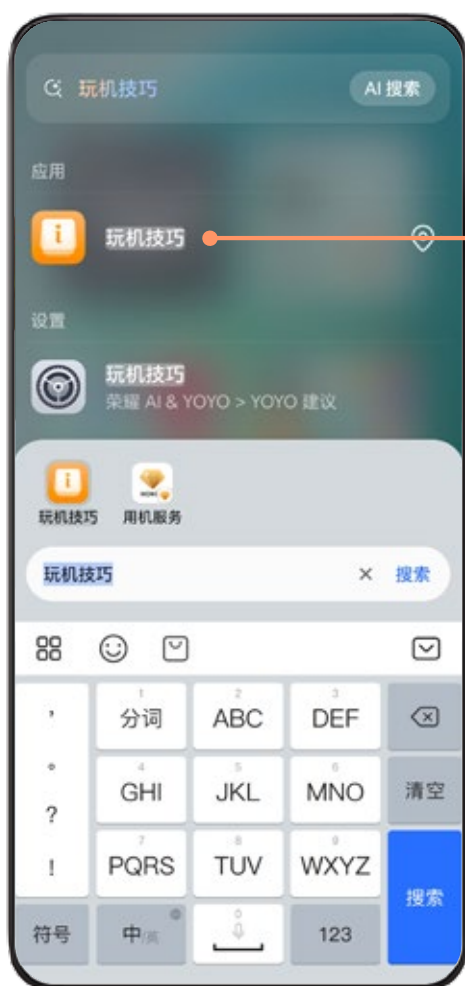 玩机技巧 AI 搜索
应用
玩机技巧
设置
玩机技巧
荣耀 AI & YOYO > YOYO 建议
玩机技巧 用机服务
玩机技巧 × 搜索
， 1 分词 2 ABC 3 DEF
。 4 GHI 5 JKL 6 MNO 清空
？
！ 7 PQRS 8 TUV 9 WXYZ
搜索
符号 中/英 0 123